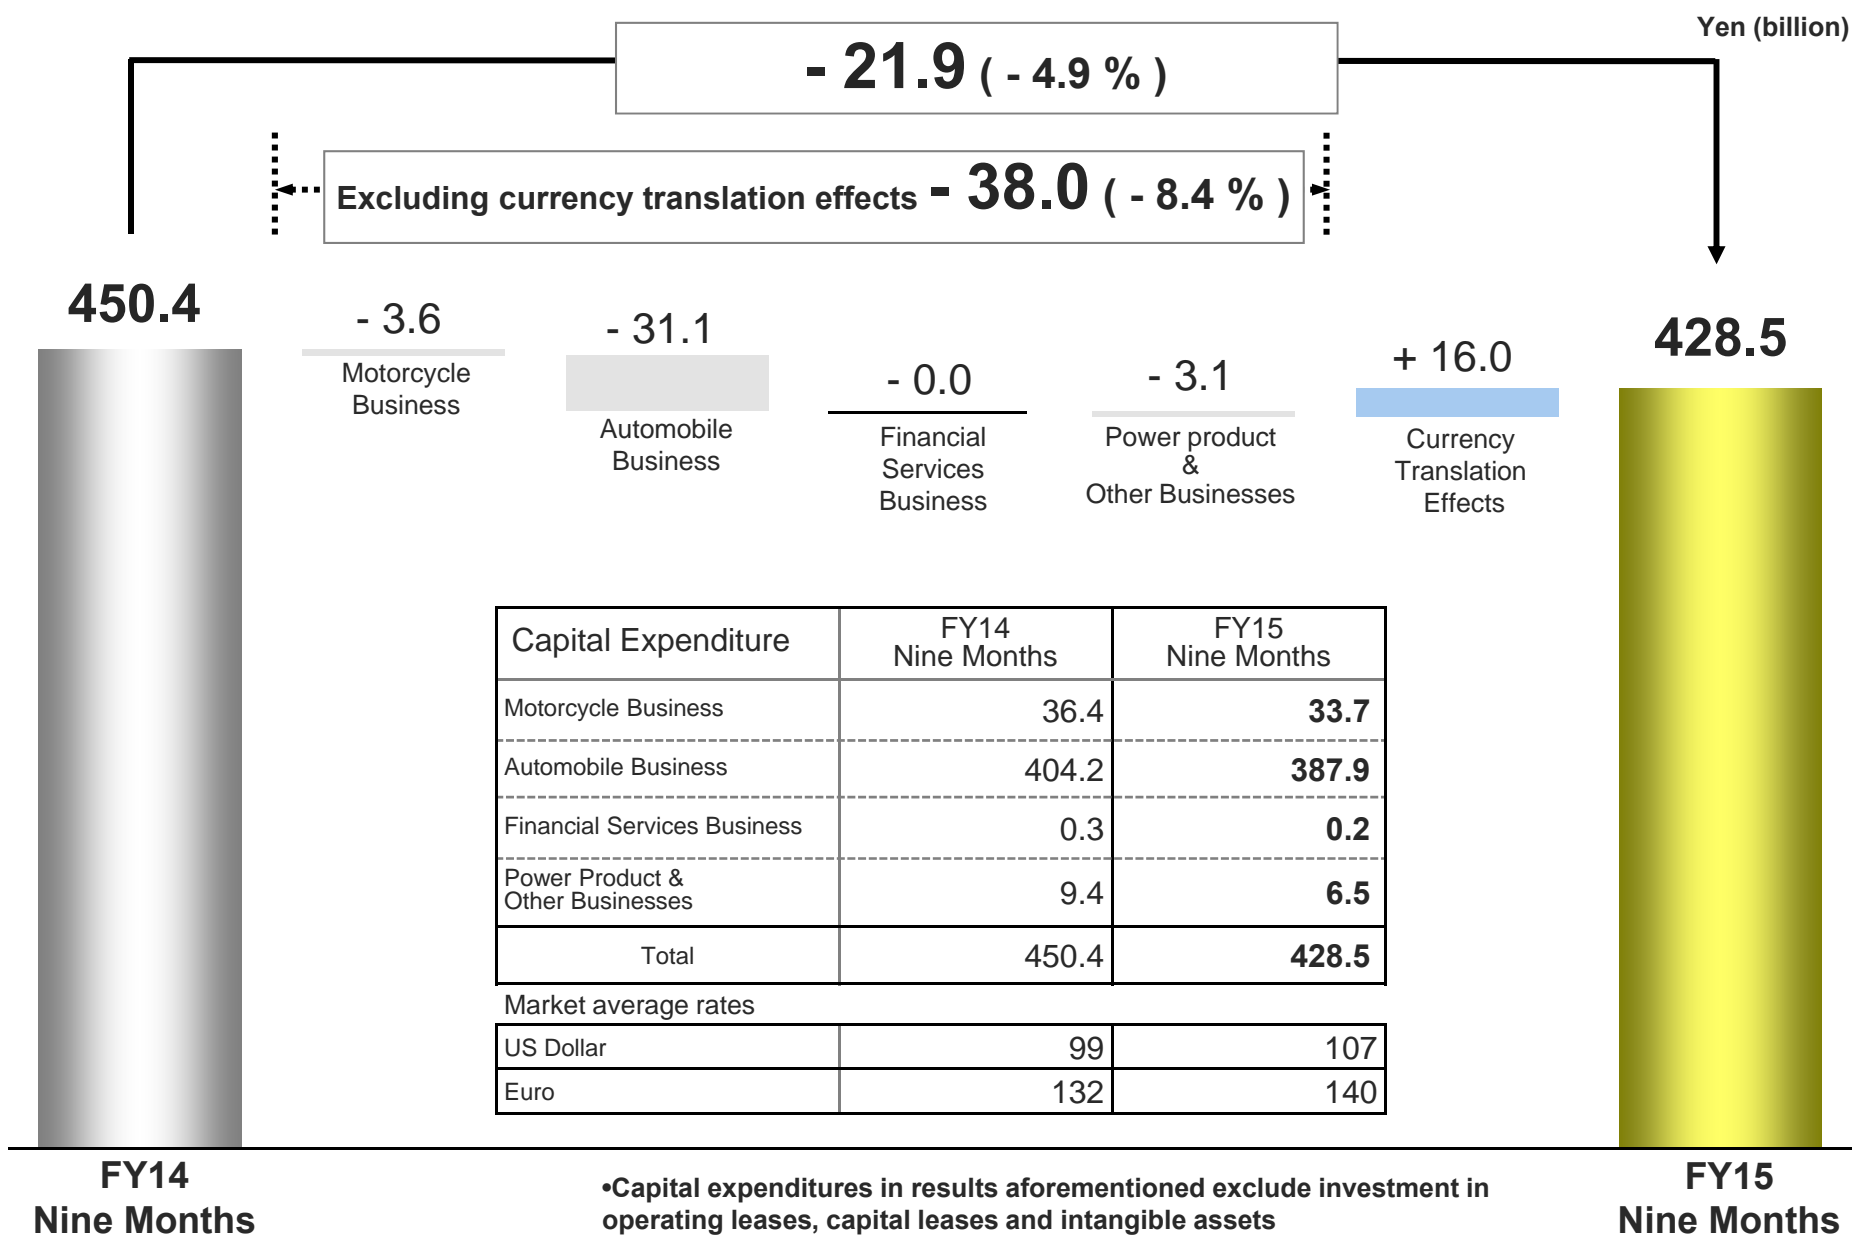 Yen (billion)
- 21.9 ( - 4.9 % )
Excluding currency translation effects - 38.0 ( - 8.4 % )
450.4
- 3.6
Motorcycle
Business
- 31.1
Automobile
Business
- 0.0
Financial
Services
Business
- 3.1
Power product
&
Other Businesses
+ 16.0
Currency
Translation
Effects
428.5
Capital Expenditure
FY14
Nine Months
FY15
Nine Months
Motorcycle Business 36.4 33.7
Automobile Business 404.2 387.9
Financial Services Business 0.3 0.2
Power Product &
Other Businesses 9.4 6.5
Total 450.4 428.5
Market average rates
US Dollar 99 107
Euro 132 140
FY14
Nine Months
•Capital expenditures in results aforementioned exclude investment in
operating leases, capital leases and intangible assets
FY15
Nine Months